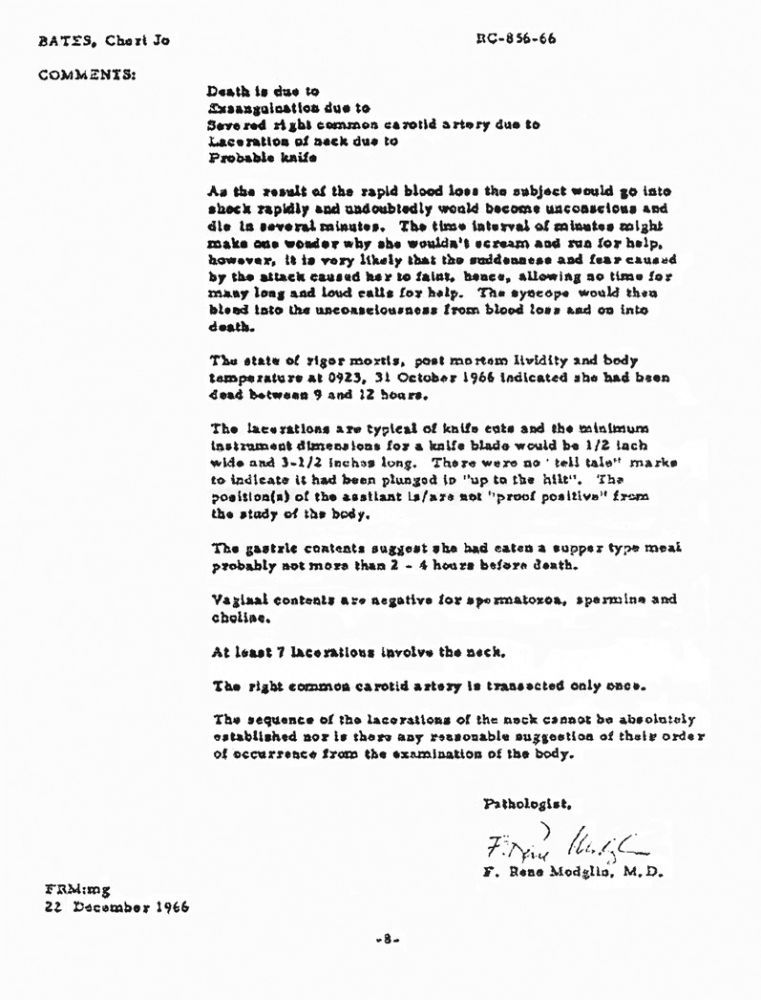 BATES, Cheri Jo RC-856-66
COMMENTS:
Death is due to
Exsanguination due to
Severed right common carotid artery due to
Laceration of neck due to
Probable knife
As the result of the rapid blood loss the subject would go into
shock rapidly and undoubtedly would become unconscious and
die in several minutes. The time interval of minutes might
make one wonder why she wouldn't scream and run for help,
however, it is very likely that the suddenness and fear caused
by the attack caused her to faint, hence, allowing no time for
many long and loud calls for help. The syncope would then
blend into the unconsciousness from blood loss and on into
death.
The state of rigor mortis, post mortem lividity and body
temperature at 0923, 31 October 1966 indicated she had been
dead between 9 and 12 hours.
The lacerations are typical of knife cuts and the minimum
instrument dimensions for a knife blade would be 1/2 inch
wide and 3-1/2 inches long. There were no ' tell tale" marks
to indicate it had been plunged in "up to the hilt". The
position(s) of the assailant is/are not "proof positive" from
the study of the body.
The gastric contents suggest she had eaten a supper type meal
probably not more than 2 - 4 hours before death.
Vaginal contents are negative for spermatozoa, spermine and
choline.
At least 7 lacerations involve the neck.
The right common carotid artery is transected only once.
The sequence of the lacerations of the neck cannot be absolutely
established nor is there any reasonable suggestion of their order
of occurrence from the examination of the body.
Pathologist,
F. Rene Modglin
F. Rene Modglin, M.D.
FRM:mg
22 December 1966
-8-